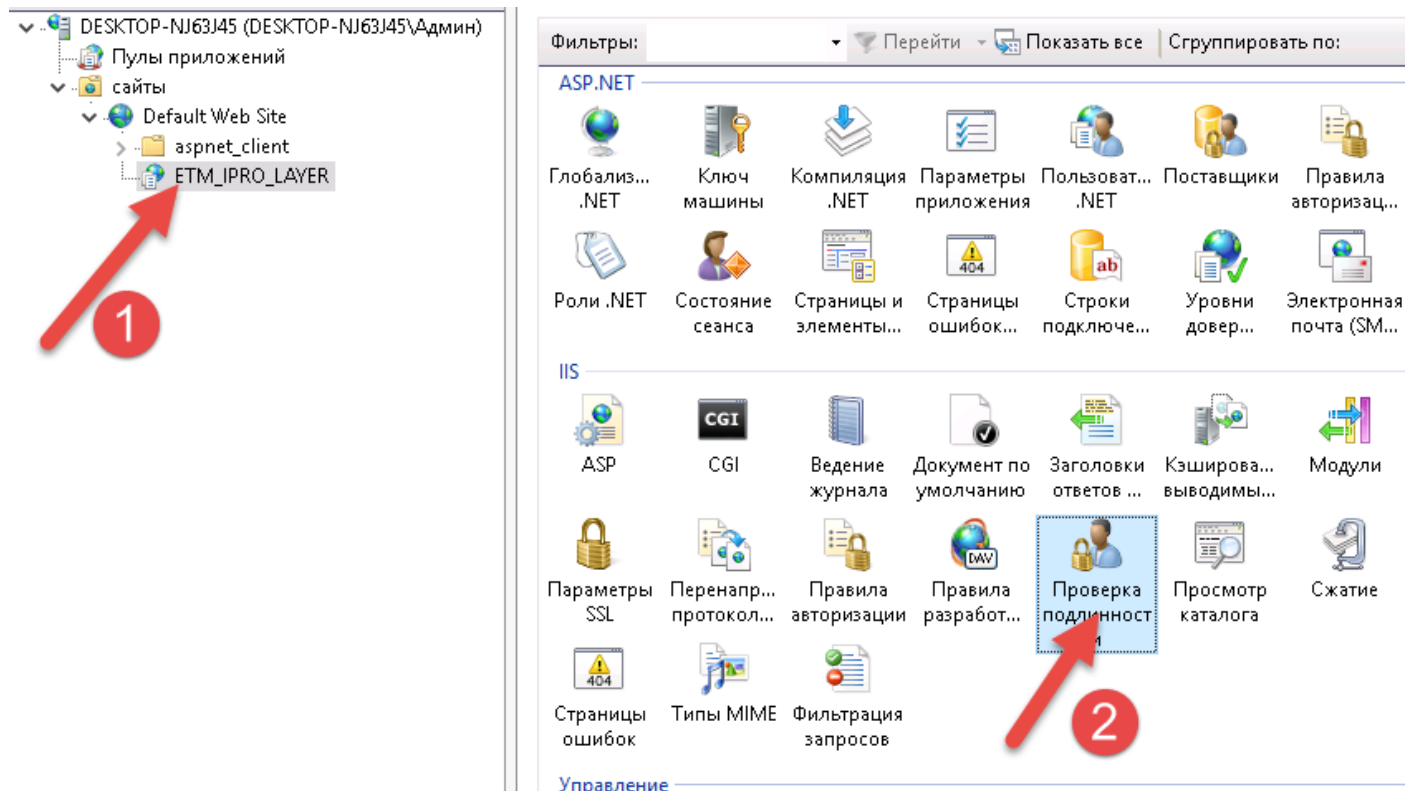 DESKTOP-NJ63J45 (DESKTOP-NJ63J45\Админ)
Пулы приложений
сайты
Default Web Site
aspnet_client
ETM_IPRO_LAYER
1
Фильтры: Перейти Показать все Сгруппировать по:
ASP.NET
Глобализ... Ключ Компиляция Параметры Пользоват... Поставщики Правила
.NET машины .NET приложения .NET авторизац...
404 ab
Роли .NET Состояние Страницы и Страницы Строки Уровни Электронная
сеанса элементы... ошибок... подключе... довер... почта (SM...
IIS
CGI
ASP CGI Ведение Документ по Заголовки Кэширова... Модули
журнала умолчанию ответов ... выводимы...
DAV
Параметры Перенапр... Правила Правила Проверка Просмотр Сжатие
SSL протокол... авторизации разработ... подлинност каталога
и
404
2
Страницы Типы MIME Фильтрация
ошибок запросов
Управление